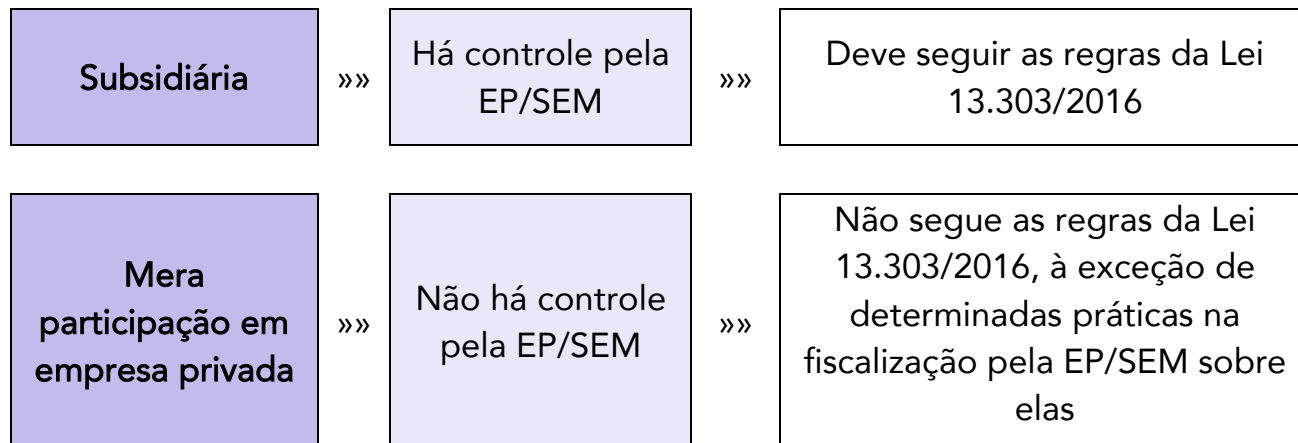 Subsidiária
»»
Há controle pela
EP/SEM
»»
Deve seguir as regras da Lei
13.303/2016
Mera
participação em
empresa privada
»»
Não há controle
pela EP/SEM
»»
Não segue as regras da Lei
13.303/2016, à exceção de
determinadas práticas na
fiscalização pela EP/SEM sobre
elas